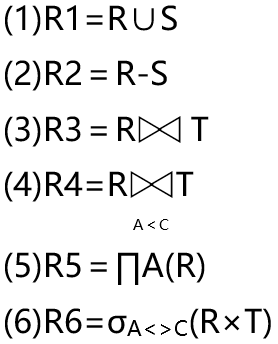 (1)R1=R∪S
(2)R2 = R-S
(3)R3 = R⋈ T
(4)R4=R⋈T
A < C
(5)R5 = ∏A(R)
(6)R6=σA<>C(R×T)